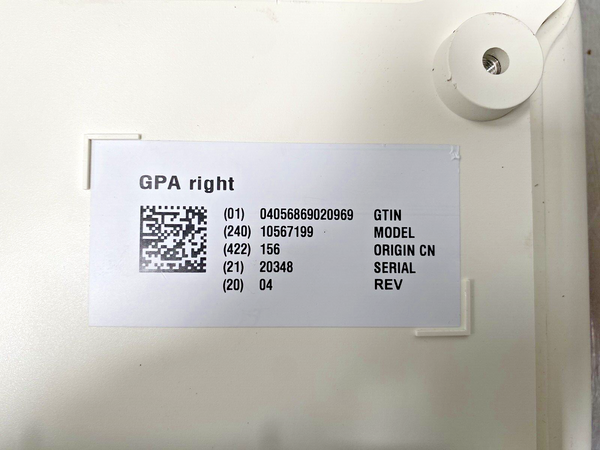 GPA right
(01) 04056869020969 GTIN
(240) 10567199 MODEL
(422) 156 ORIGIN CN
(21) 20348 SERIAL
(20) 04 REV